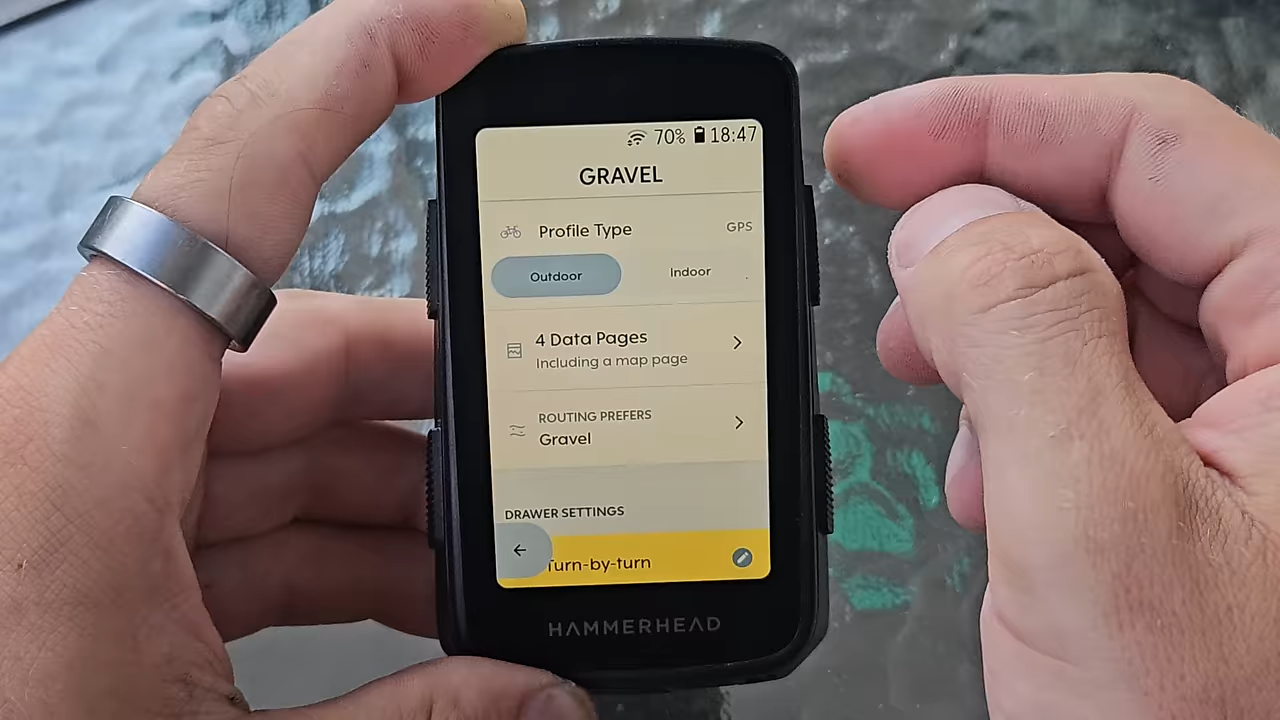 70% 18:47
GRAVEL
Profile Type GPS
Outdoor Indoor
4 Data Pages
Including a map page
ROUTING PREFERS
Gravel
DRAWER SETTINGS
Turn-by-turn
HAMMERHEAD